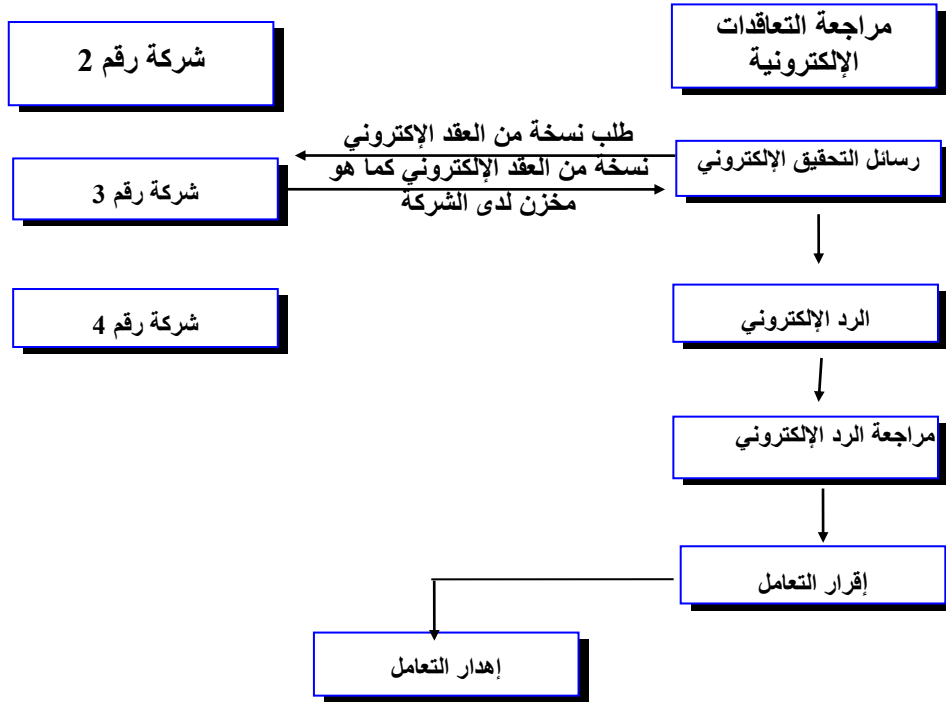 مراجعة التعاقدات
الإلكترونية
شركة رقم 2
طلب نسخة من العقد الإكتروني
رسائل التحقيق الإلكتروني
نسخة من العقد الإلكتروني كما هو
مخزن لدى الشركة
شركة رقم 3
الرد الإلكتروني
شركة رقم 4
مراجعة الرد الإلكتروني
إقرار التعامل
إهدار التعامل